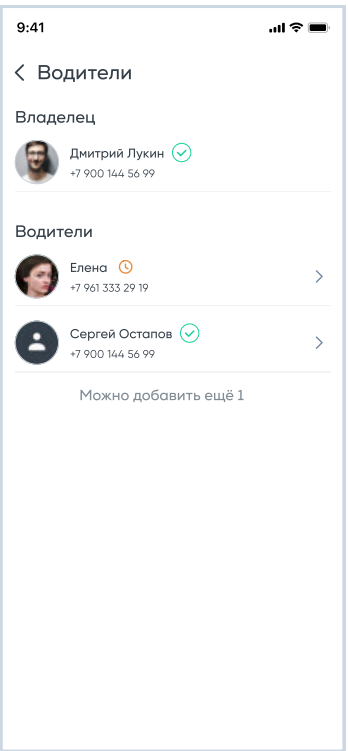 9:41
Водители
Владелец
Дмитрий Лукин
+7 900 144 56 99
Водители
Елена
+7 961 333 29 19
Сергей Остапов
+7 900 144 56 99
Можно добавить ещё 1